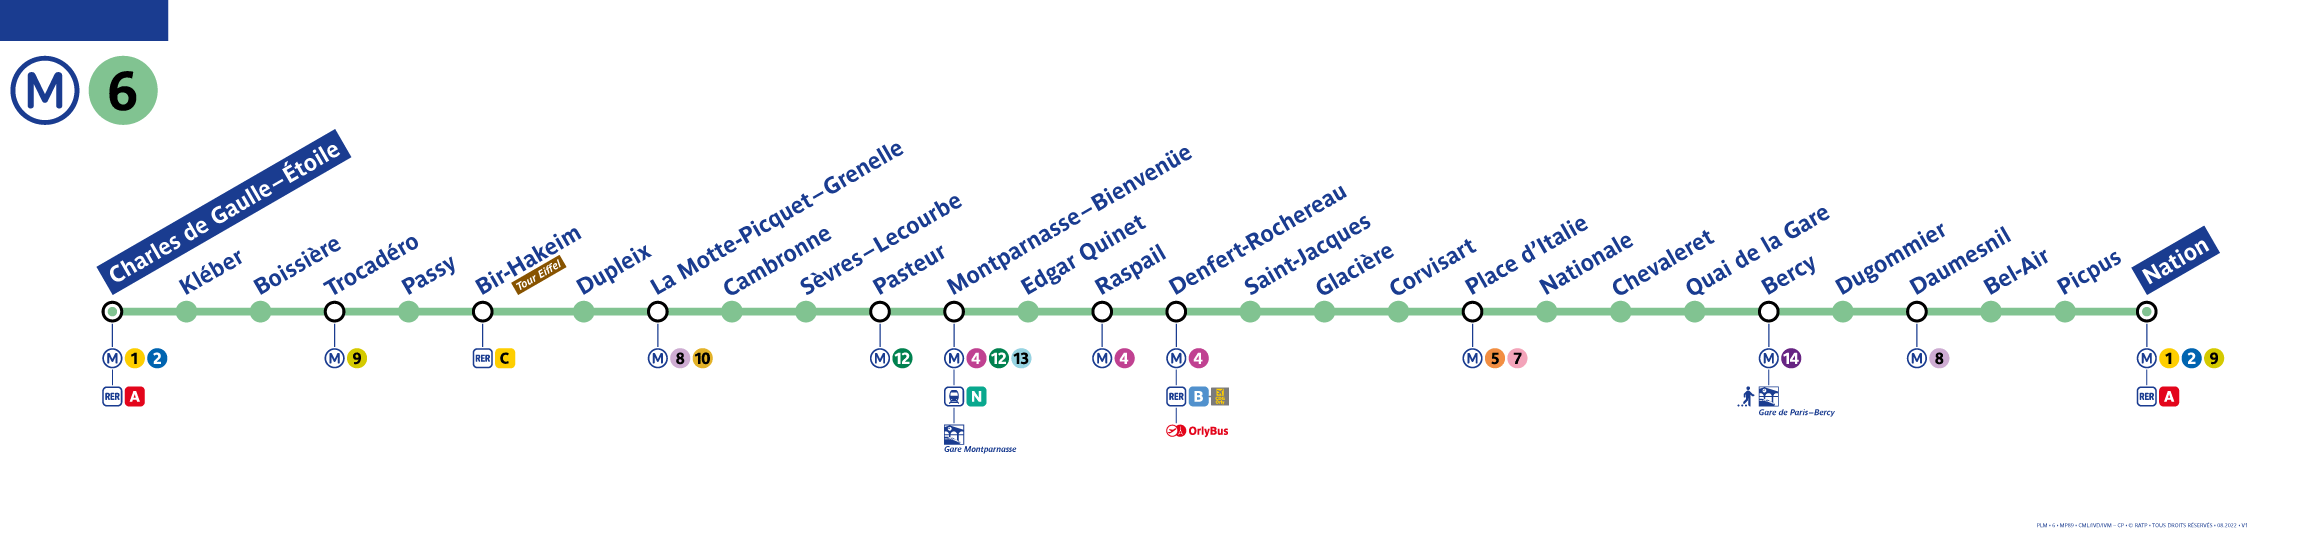 M 6
Charles de Gaulle–Étoile
Kléber
Boissière
Trocadéro
Passy
Bir-Hakeim
Tour Eiffel
Dupleix
La Motte-Picquet–Grenelle
Cambronne
Sèvres–Lecourbe
Pasteur
Montparnasse–Bienvenüe
Edgar Quinet
Raspail
Denfert-Rochereau
Saint-Jacques
Glacière
Corvisart
Place d’Italie
Nationale
Chevaleret
Quai de la Gare
Bercy
Dugommier
Daumesnil
Bel-Air
Picpus
Nation
M 1 2
RER A
M 9
RER C
M 8 10
M 12
M 4 12 13
N
Gare Montparnasse
M 4
M 4
RER B
OrlyBus
M 5 7
M 14
Gare de Paris–Bercy
M 8
M 1 2 9
RER A
PLM • 6 • MP89 • CML/IVD/IVM – CP • © RATP • TOUS DROITS RÉSERVÉS • 08.2022 • V1